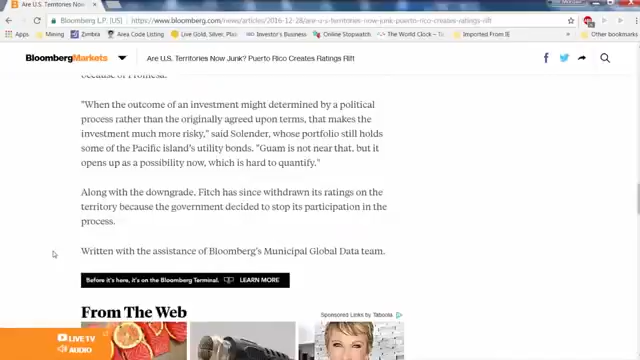 Are U.S. Territories Now
Bloomberg L.P. [US]
https://www.bloomberg.com/news/articles/2016-12-28/are-u-s-territories-now-junk-puerto-rico-creates-ratings-rift
Apps
Mixing
Zimbra
Area Code Listing
Live Gold, Silver, Plat
Online Stopwatch
The World Clock - T
Imported From IE
Other bookmarks
BloombergMarkets
Are U.S. Territories Now Junk? Puerto Rico Creates Ratings Rift
because of Promesa.
"When the outcome of an investment might determined by a political
process rather than the originally agreed upon terms, that makes the
investment much more risky," said Solender, whose portfolio still holds
some of the Pacific island's utility bonds. "Guam is not near that, but it
opens up as a possibility now, which is hard to quantify."
Along with the downgrade, Fitch has since withdrawn its ratings on the
territory because the government decided to stop its participation in the
process.
Written with the assistance of Bloomberg's Municipal Global Data team.
Before it's here, it's on the Bloomberg Terminal.
LEARN MORE
From The Web
Sponsored Links by Taboola
LIVE TV
AUDIO